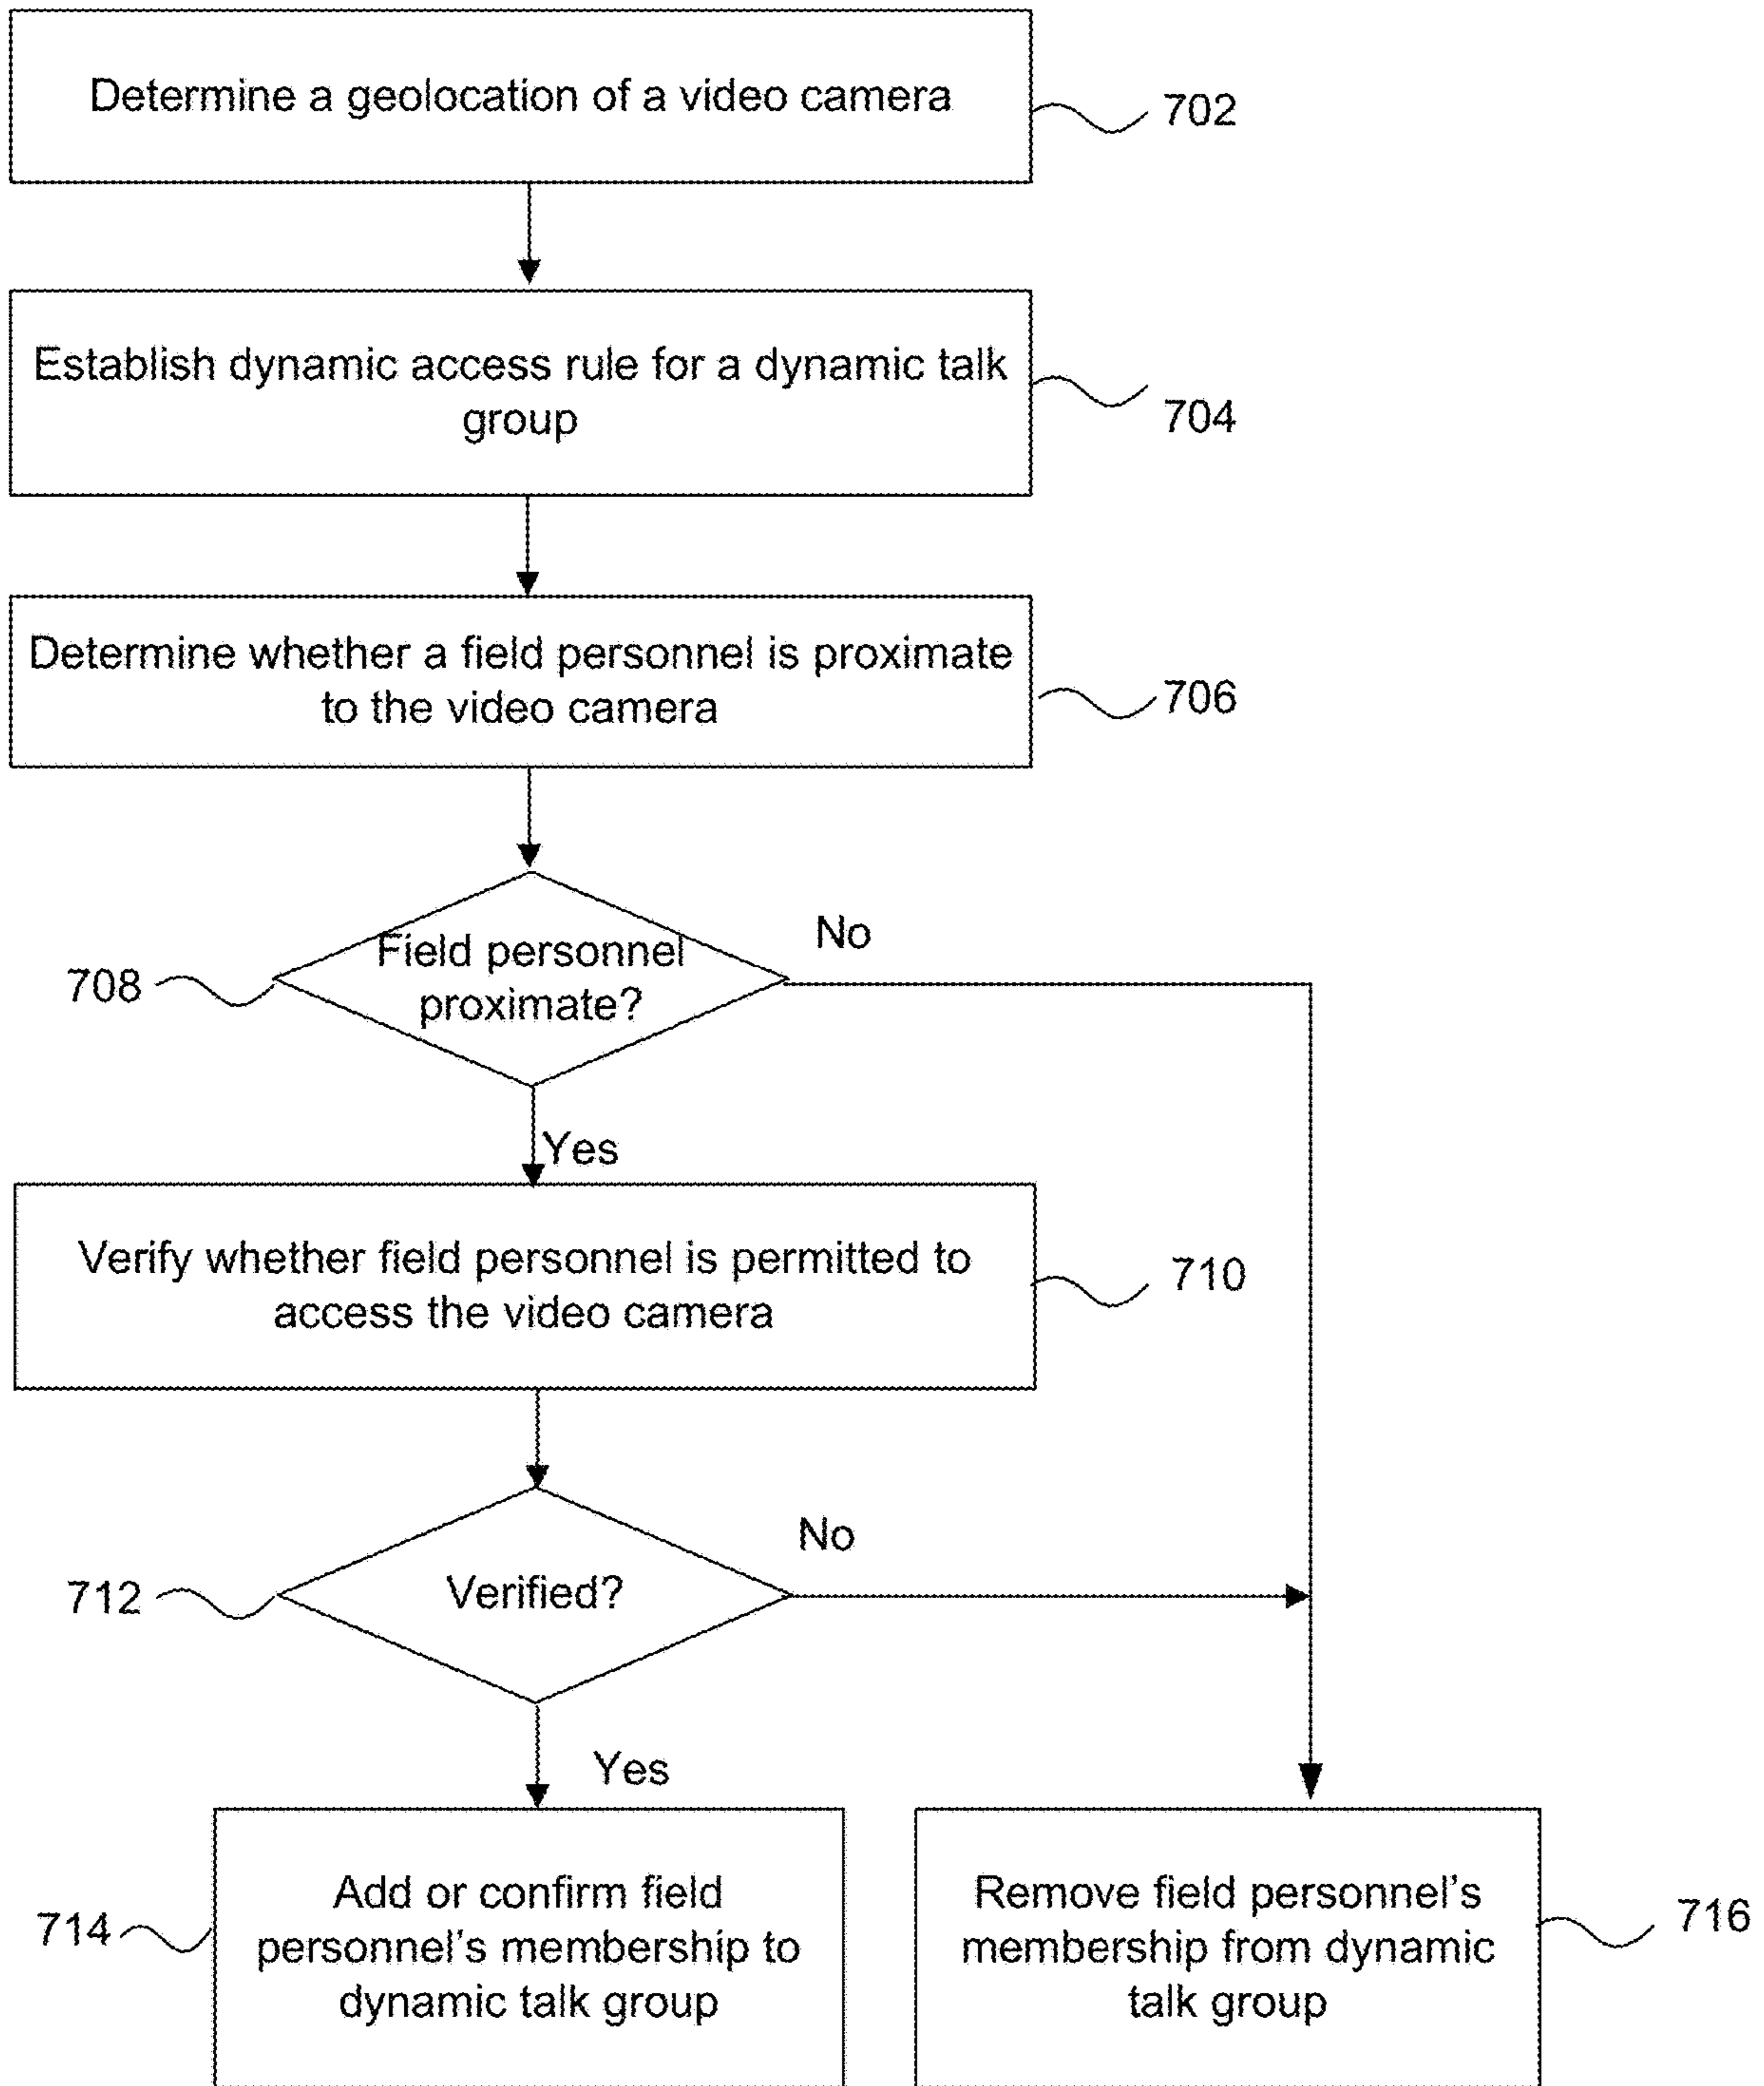 Determine a geolocation of a video camera
702
Establish dynamic access rule for a dynamic talk
group
704
Determine whether a field personnel is proximate
to the video camera
706
No
Field personnel
proximate?
708
Yes
Verify whether field personnel is permitted to
access the video camera
710
No
Verified?
712
Yes
Add or confirm field
personnel's membership to
dynamic talk group
714
Remove field personnel's
membership from dynamic
talk group
716